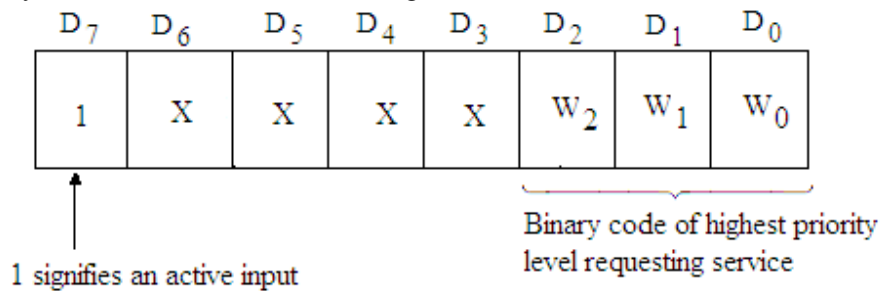 D7 D6 D5 D4 D3 D2 D1 D0
1 X X X X W2 W1 W0
Binary code of highest priority
level requesting service
1 signifies an active input